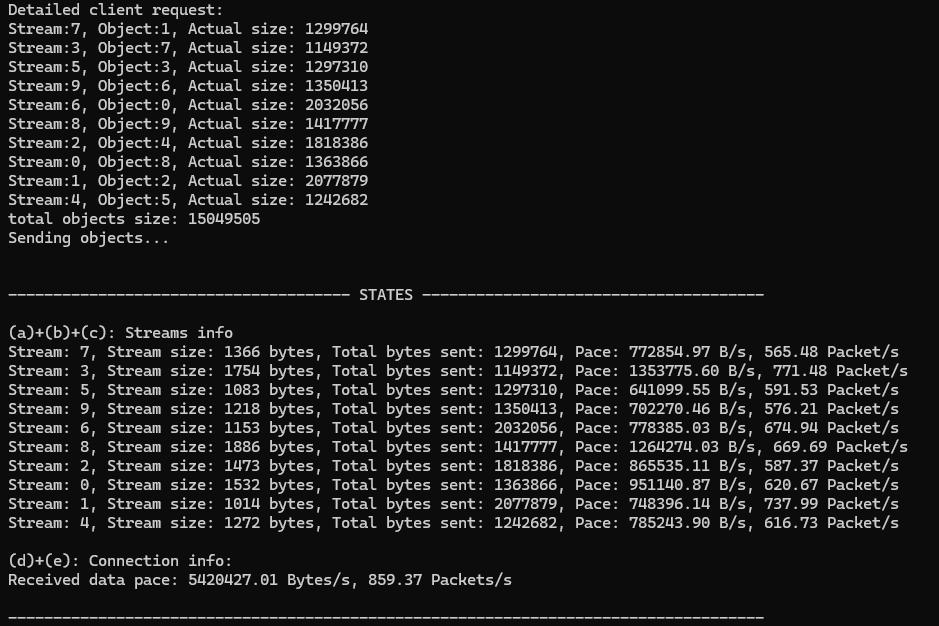 Detailed client request:
Stream:7, Object:1, Actual size: 1299764
Stream:3, Object:7, Actual size: 1149372
Stream:5, Object:3, Actual size: 1297310
Stream:9, Object:6, Actual size: 1350413
Stream:6, Object:0, Actual size: 2032056
Stream:8, Object:9, Actual size: 1417777
Stream:2, Object:4, Actual size: 1818386
Stream:0, Object:8, Actual size: 1363866
Stream:1, Object:2, Actual size: 2077879
Stream:4, Object:5, Actual size: 1242682
total objects size: 15049505
Sending objects...
-------------------------------------- STATES --------------------------------------
(a)+(b)+(c): Streams info
Stream: 7, Stream size: 1366 bytes, Total bytes sent: 1299764, Pace: 772854.97 B/s, 565.48 Packet/s
Stream: 3, Stream size: 1754 bytes, Total bytes sent: 1149372, Pace: 1353775.60 B/s, 771.48 Packet/s
Stream: 5, Stream size: 1083 bytes, Total bytes sent: 1297310, Pace: 641099.55 B/s, 591.53 Packet/s
Stream: 9, Stream size: 1218 bytes, Total bytes sent: 1350413, Pace: 702270.46 B/s, 576.21 Packet/s
Stream: 6, Stream size: 1153 bytes, Total bytes sent: 2032056, Pace: 778385.03 B/s, 674.94 Packet/s
Stream: 8, Stream size: 1886 bytes, Total bytes sent: 1417777, Pace: 1264274.03 B/s, 669.69 Packet/s
Stream: 2, Stream size: 1473 bytes, Total bytes sent: 1818386, Pace: 865535.11 B/s, 587.37 Packet/s
Stream: 0, Stream size: 1532 bytes, Total bytes sent: 1363866, Pace: 951140.87 B/s, 620.67 Packet/s
Stream: 1, Stream size: 1014 bytes, Total bytes sent: 2077879, Pace: 748396.14 B/s, 737.99 Packet/s
Stream: 4, Stream size: 1272 bytes, Total bytes sent: 1242682, Pace: 785243.90 B/s, 616.73 Packet/s
(d)+(e): Connection info:
Received data pace: 5420427.01 Bytes/s, 859.37 Packets/s
------------------------------------------------------------------------------------